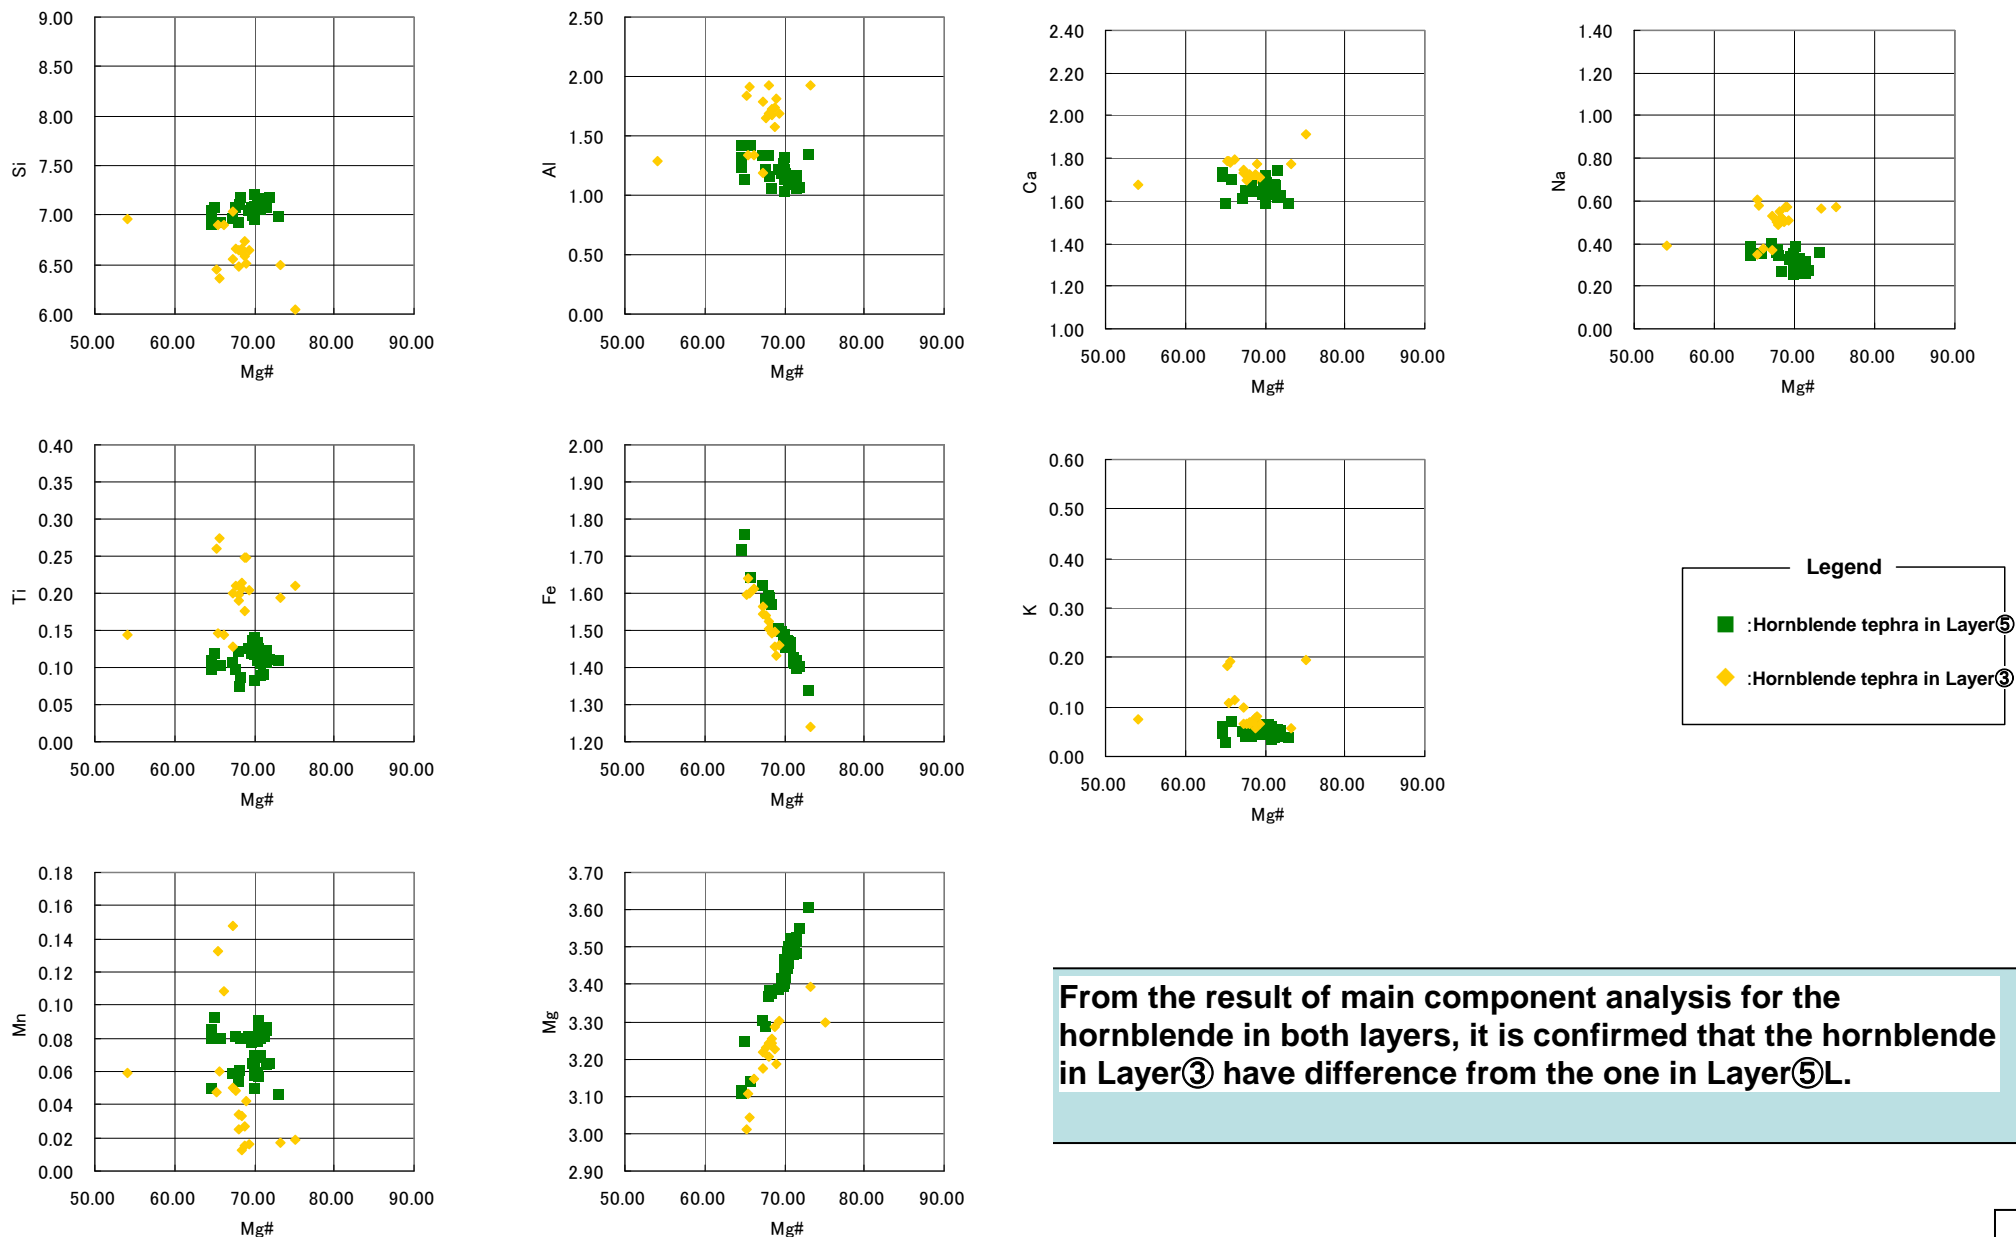 9.00
8.50
8.00
7.50
7.00
6.50
6.00
Si
50.00 60.00 70.00 80.00 90.00
Mg#
2.50
2.00
1.50
1.00
0.50
0.00
Al
50.00 60.00 70.00 80.00 90.00
Mg#
2.40
2.20
2.00
1.80
1.60
1.40
1.20
1.00
Ca
50.00 60.00 70.00 80.00 90.00
Mg#
1.40
1.20
1.00
0.80
0.60
0.40
0.20
0.00
Na
50.00 60.00 70.00 80.00 90.00
Mg#
0.40
0.35
0.30
0.25
0.20
0.15
0.10
0.05
0.00
Ti
50.00 60.00 70.00 80.00 90.00
Mg#
2.00
1.90
1.80
1.70
1.60
1.50
1.40
1.30
1.20
Fe
50.00 60.00 70.00 80.00 90.00
Mg#
0.60
0.50
0.40
0.30
0.20
0.10
0.00
K
50.00 60.00 70.00 80.00 90.00
Mg#
Legend
:Hornblende tephra in Layer⑤
:Hornblende tephra in Layer③
0.18
0.16
0.14
0.12
0.10
0.08
0.06
0.04
0.02
0.00
Mn
50.00 60.00 70.00 80.00 90.00
Mg#
3.70
3.60
3.50
3.40
3.30
3.20
3.10
3.00
2.90
Mg
50.00 60.00 70.00 80.00 90.00
Mg#
From the result of main component analysis for the
hornblende in both layers, it is confirmed that the hornblende
in Layer③ have difference from the one in Layer⑤L.